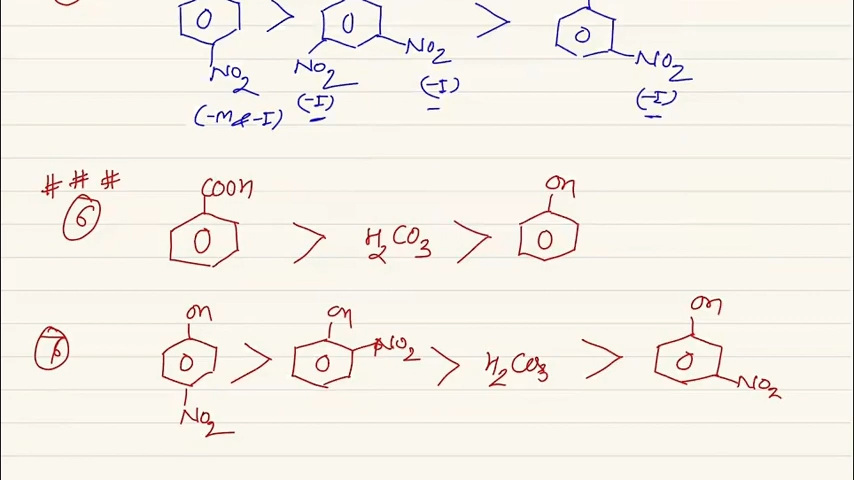 > >
NO2 NO2 NO2 NO2
(-M & -I) (-I) (-I) (-I)
# # #
6 COOH > H2CO3 > OH
7 OH > OH NO2 > H2CO3 > OH NO2
NO2